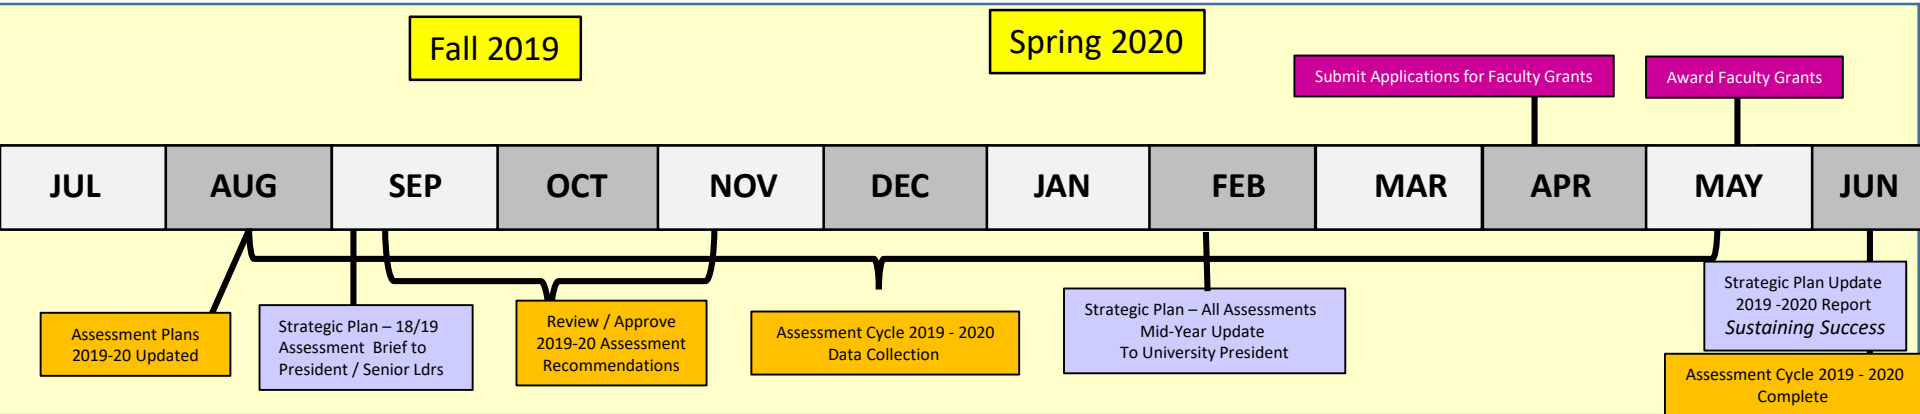 Fall 2019
Spring 2020
Submit Applications for Faculty Grants
Award Faculty Grants
JUL
AUG
SEP
OCT
NOV
DEC
JAN
FEB
MAR
APR
MAY
JUN
Assessment Plans
2019-20 Updated
Strategic Plan – 18/19
Assessment Brief to
President / Senior Ldrs
Review / Approve
2019-20 Assessment
Recommendations
Assessment Cycle 2019 - 2020
Data Collection
Strategic Plan – All Assessments
Mid-Year Update
To University President
Strategic Plan Update
2019 -2020 Report
Sustaining Success
Assessment Cycle 2019 - 2020
Complete